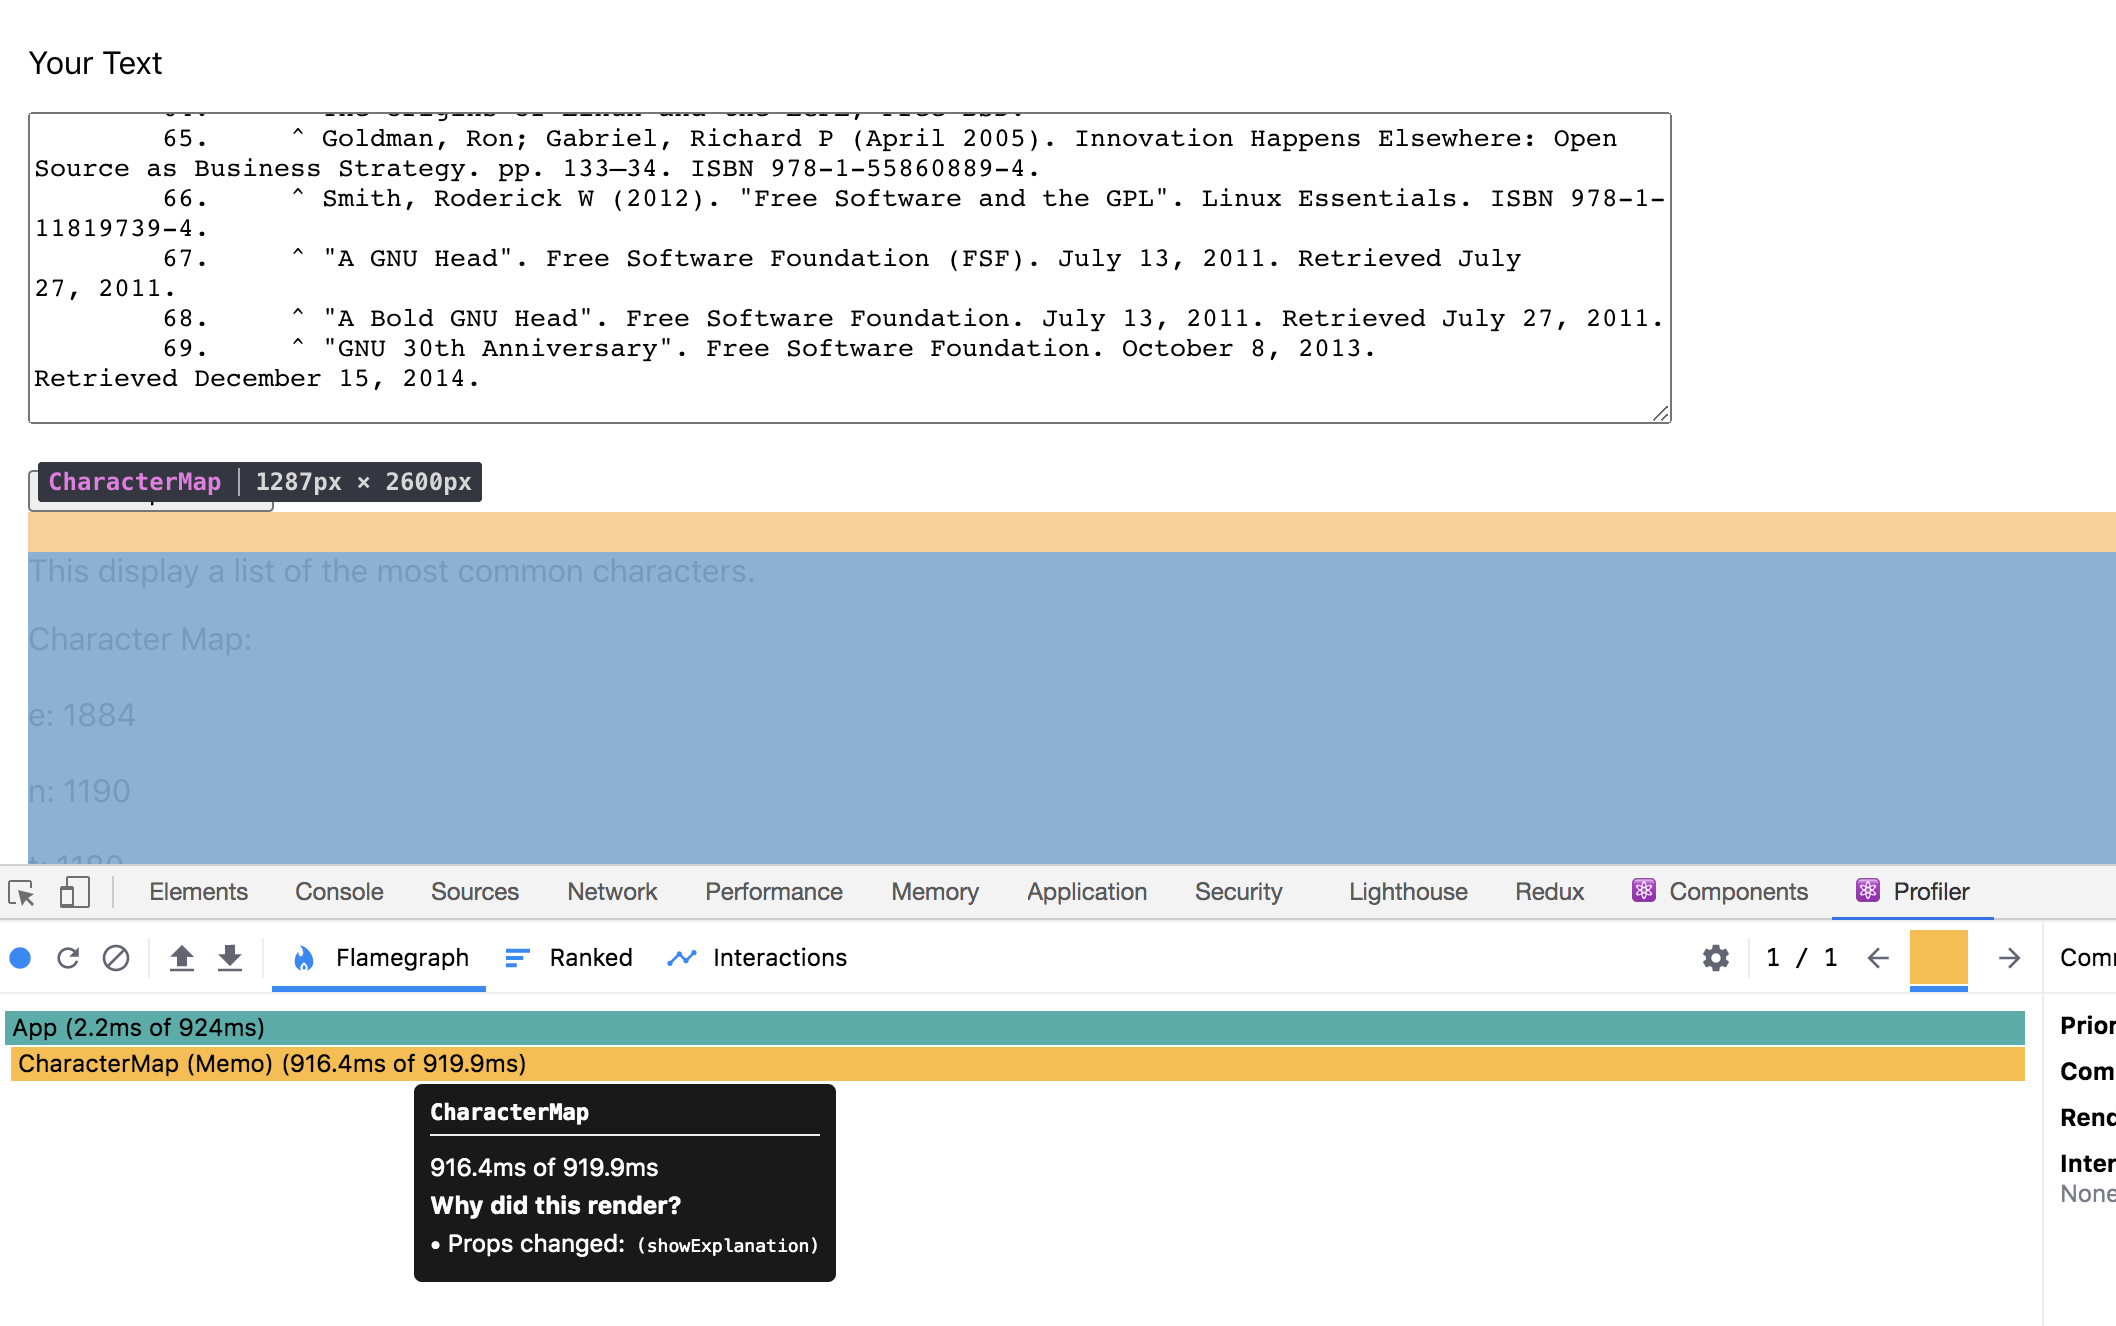 Your Text
65. ^ Goldman, Ron; Gabriel, Richard P (April 2005). Innovation Happens Elsewhere: Open
Source as Business Strategy. pp. 133–34. ISBN 978-1-55860889-4.
66. ^ Smith, Roderick W (2012). "Free Software and the GPL". Linux Essentials. ISBN 978-1-
11819739-4.
67. ^ "A GNU Head". Free Software Foundation (FSF). July 13, 2011. Retrieved July
27, 2011.
68. ^ "A Bold GNU Head". Free Software Foundation. July 13, 2011. Retrieved July 27, 2011.
69. ^ "GNU 30th Anniversary". Free Software Foundation. October 8, 2013.
Retrieved December 15, 2014.
CharacterMap | 1287px × 2600px
This display a list of the most common characters.
Character Map:
e: 1884
n: 1190
t: 1180
Elements Console Sources Network Performance Memory Application Security Lighthouse Redux Components Profiler
Flamegraph Ranked Interactions 1 / 1
App (2.2ms of 924ms)
CharacterMap (Memo) (916.4ms of 919.9ms)
CharacterMap
916.4ms of 919.9ms
Why did this render?
• Props changed: (showExplanation)
None